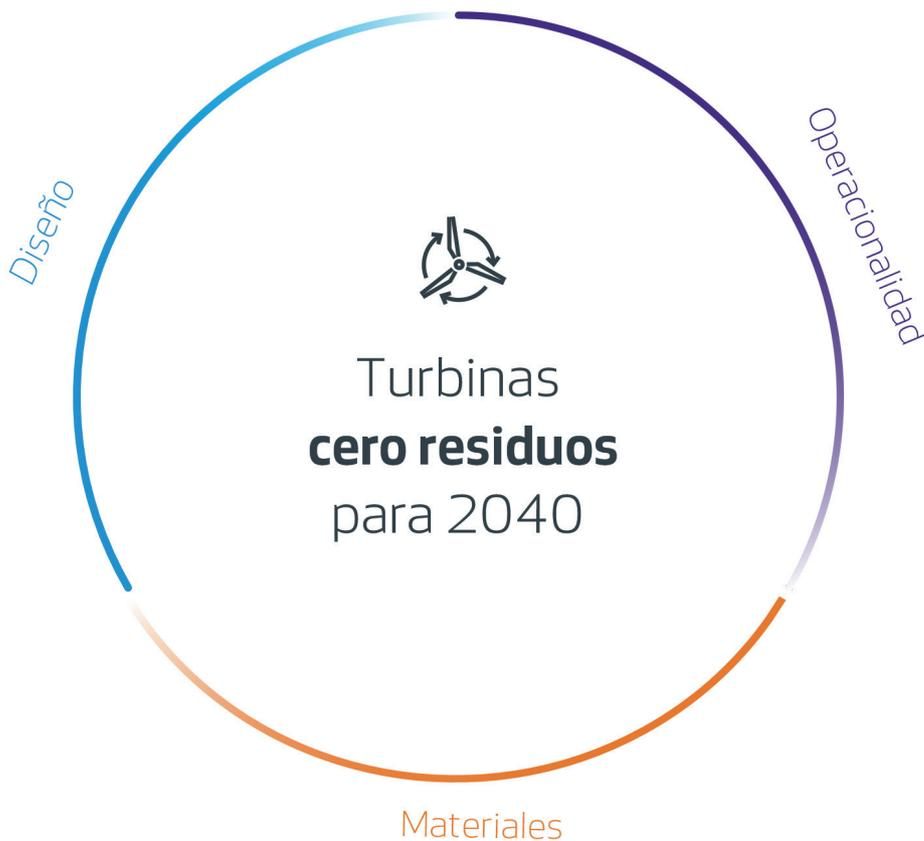 Diseño
Operacionalidad
Turbinas
cero residuos
para 2040
Materiales